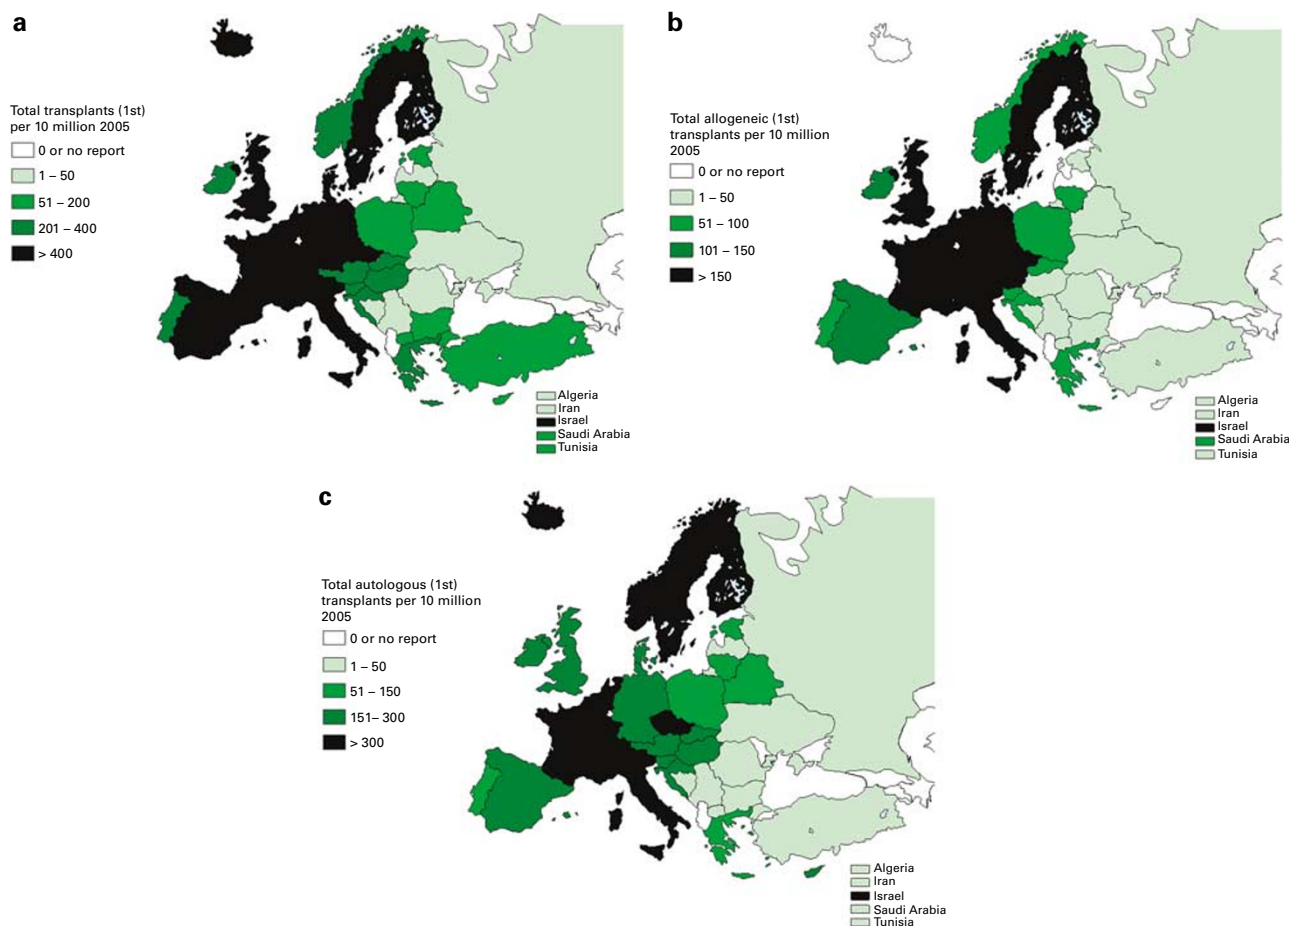 a
Total transplants (1st)
per 10 million 2005
0 or no report
1 – 50
51 – 200
201 – 400
> 400
Algeria
Iran
Israel
Saudi Arabia
Tunisia
b
Total allogeneic (1st)
transplants per 10 million
2005
0 or no report
1 – 50
51 – 100
101 – 150
> 150
Algeria
Iran
Israel
Saudi Arabia
Tunisia
c
Total autologous (1st)
transplants per 10 million
2005
0 or no report
1 – 50
51 – 150
151– 300
> 300
Algeria
Iran
Israel
Saudi Arabia
Tunisia